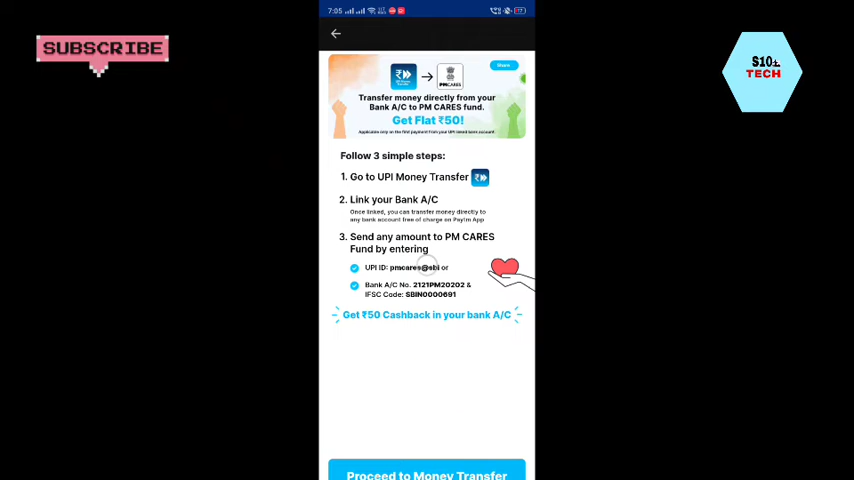 SUBSCRIBE
S10
TECH
7:05
Share
PMCARES
Transfer money directly from your
Bank A/C to PM CARES fund.
Get Flat ₹50!
Applicable only on the first payment from your UPI linked bank account
Follow 3 simple steps:
1. Go to UPI Money Transfer
2. Link your Bank A/C
Once linked, you can transfer money directly to
any bank account free of charge on Paytm App
3. Send any amount to PM CARES
Fund by entering
UPI ID: pmcares@sbi or
Bank A/C No. 2121PM20202 &
IFSC Code: SBIN0000691
Get ₹50 Cashback in your bank A/C
Proceed to Money Transfer